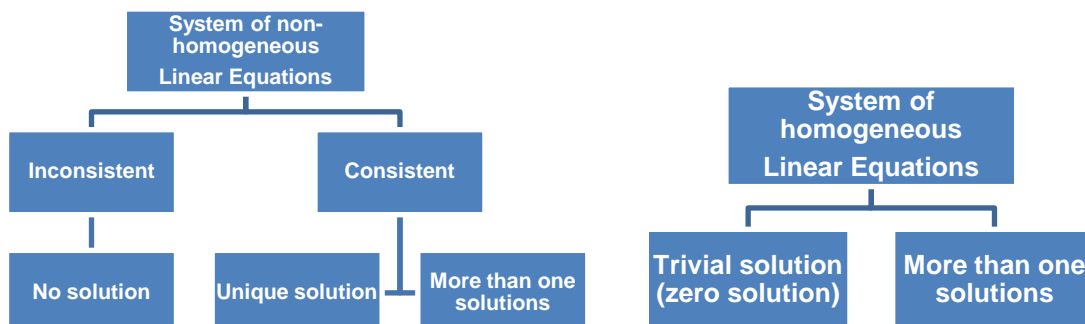 System of non-
homogeneous
Linear Equations
Inconsistent
Consistent
No solution
Unique solution
More than one
solutions
System of
homogeneous
Linear Equations
Trivial solution
(zero solution)
More than one
solutions